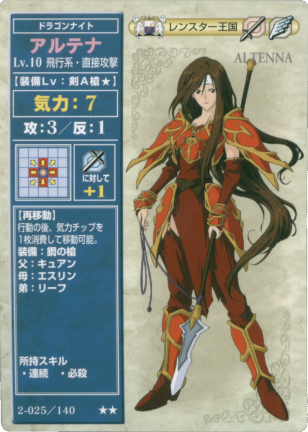 ドラゴンナイト
アルテナ
Lv.10 飛行系・直接攻撃
【装備Lv：剣A槍★】
気力：7
攻：3／反：1
に対して
+1
【再移動】
行動の後、気力チップを
1枚消費して移動可能。
装備：鋼の槍
父：キュアン
母：エスリン
弟：リーフ
所持スキル
・連続 ・必殺
2-025/140 ★★
レンスター王国
ALTENNA